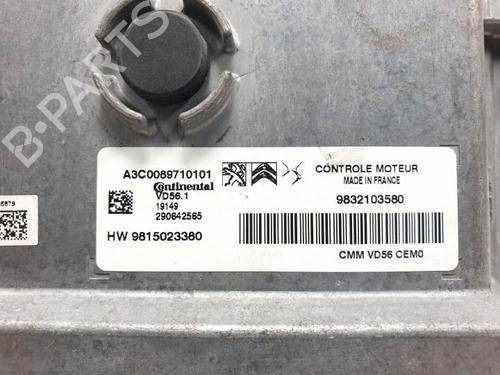 B-PARTS
A3C0089710101
Continental
VD56.1
19149
290642565
HW 9815023380
CONTROLE MOTEUR
MADE IN FRANCE
9832103580
CMM VD56 CEM0